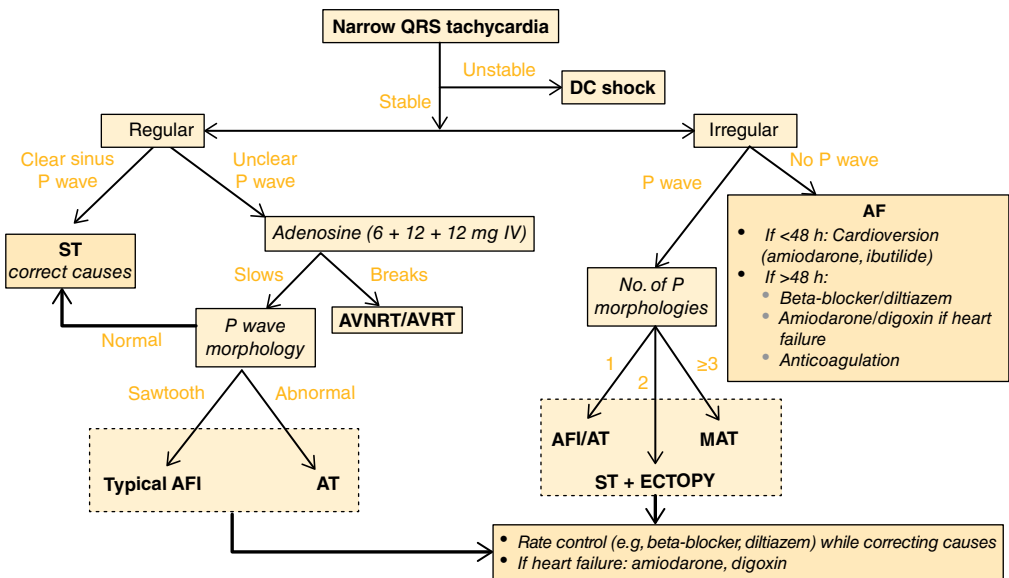 Narrow QRS tachycardia
Unstable
DC shock
Stable
Regular
Irregular
Clear sinus
P wave
Unclear
P wave
P wave
No P wave
ST
correct causes
Adenosine (6 + 12 + 12 mg IV)
AF
• If <48 h: Cardioversion
(amiodarone, ibutilide)
• If >48 h:
• Beta-blocker/diltiazem
• Amiodarone/digoxin if heart
failure
• Anticoagulation
Slows
Breaks
No. of P
morphologies
AVNRT/AVRT
P wave
morphology
Normal
1
2
≥3
Sawtooth
Abnormal
AFI/AT
MAT
ST + ECTOPY
Typical AFI
AT
• Rate control (e.g, beta-blocker, diltiazem) while correcting causes
• If heart failure: amiodarone, digoxin